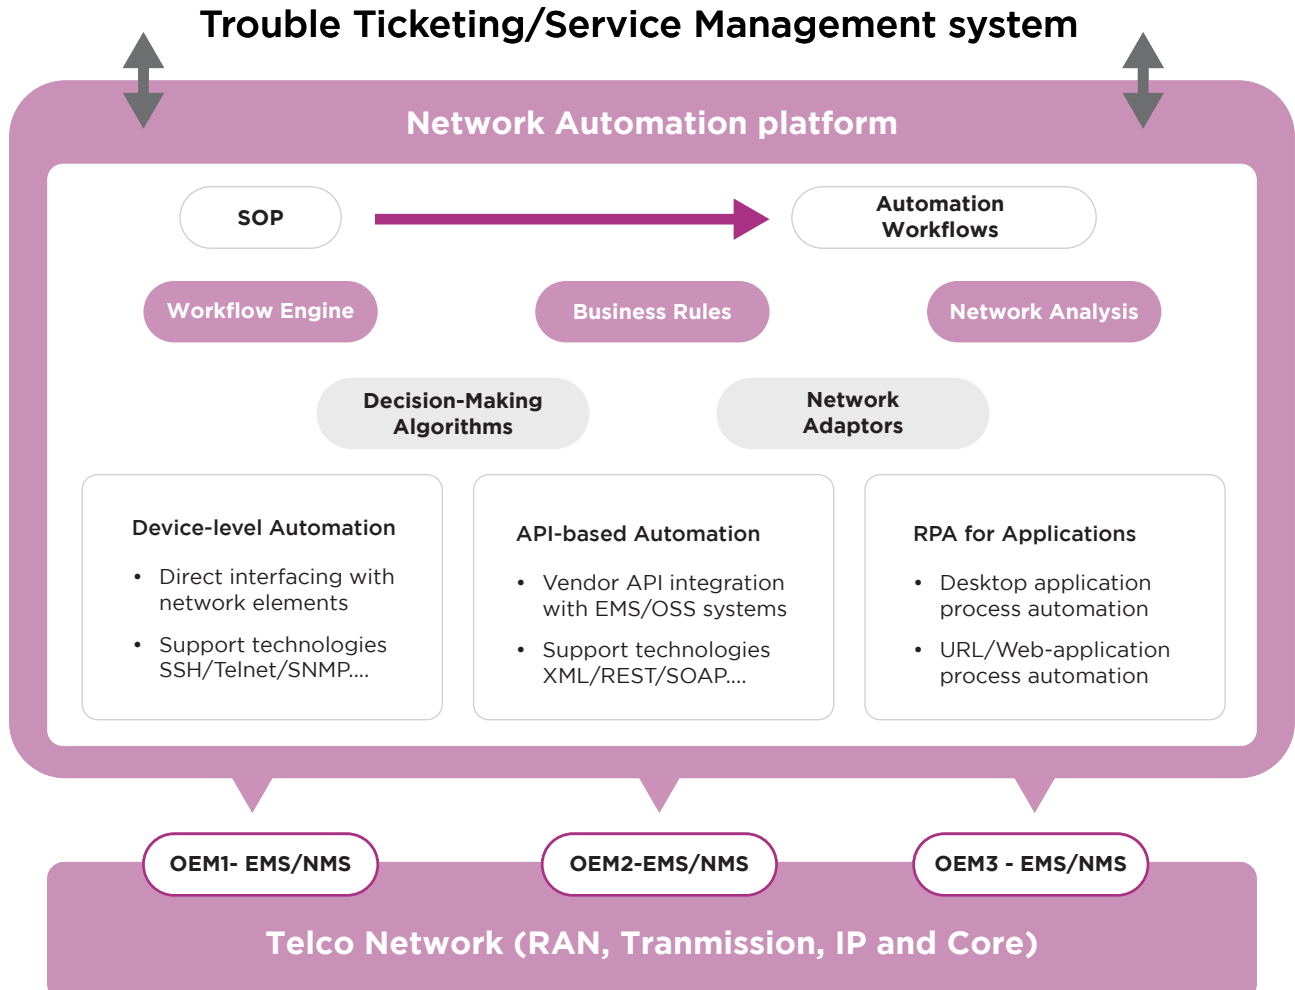 Trouble Ticketing/Service Management system
Network Automation platform
SOP
Automation
Workflows
Workflow Engine
Business Rules
Network Analysis
Decision-Making
Algorithms
Network
Adaptors
Device-level Automation
• Direct interfacing with
network elements
• Support technologies
SSH/Telnet/SNMP....
API-based Automation
• Vendor API integration
with EMS/OSS systems
• Support technologies
XML/REST/SOAP....
RPA for Applications
• Desktop application
process automation
• URL/Web-application
process automation
OEM1- EMS/NMS
OEM2-EMS/NMS
OEM3 - EMS/NMS
Telco Network (RAN, Tranmission, IP and Core)